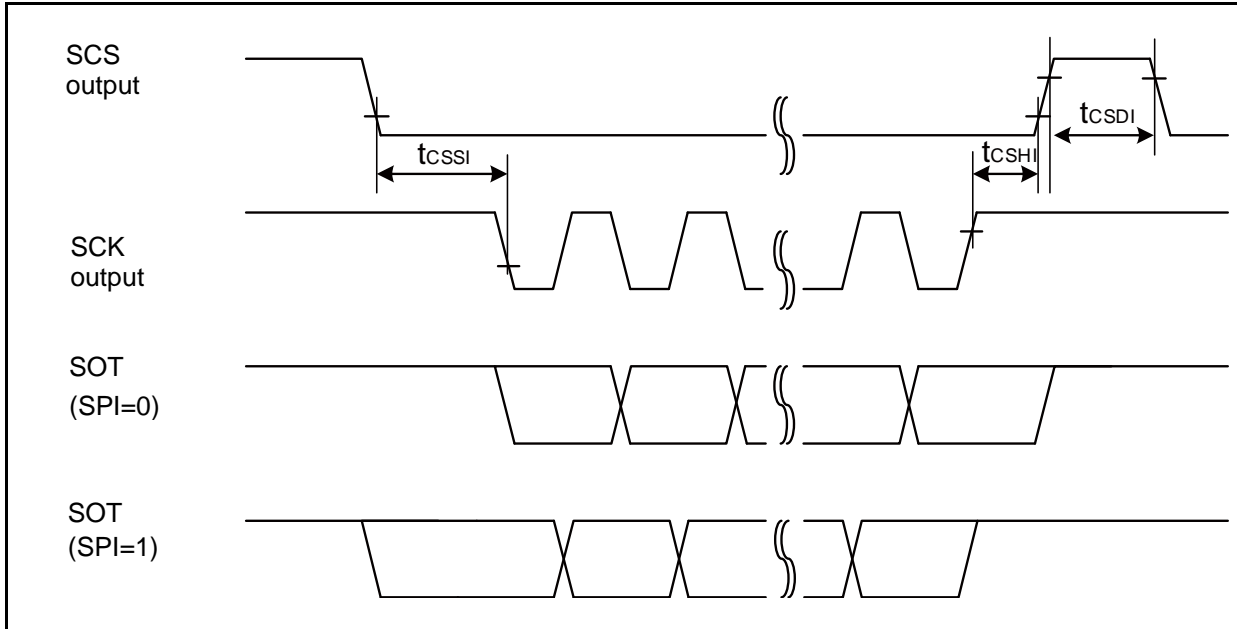 SCS
output
tCSSI
tCSHI
tCSDI
SCK
output
SOT
(SPI=0)
SOT
(SPI=1)